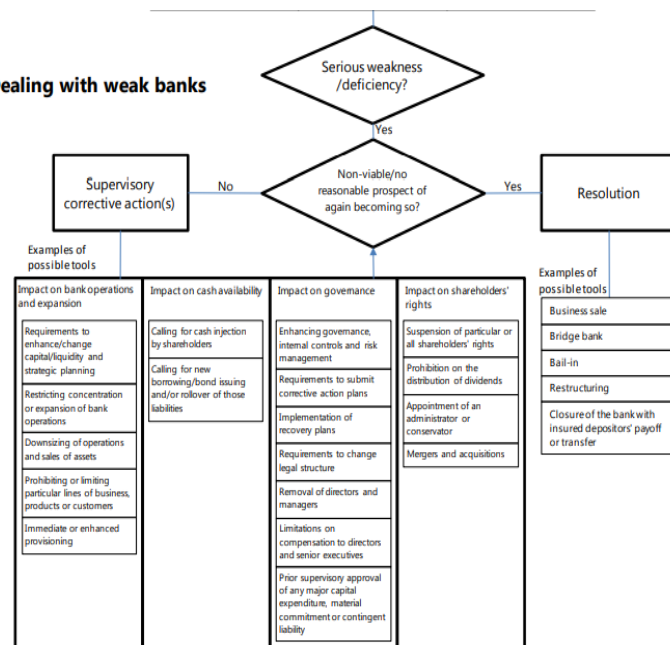 Serious weakness
/deficiency?
ealing with weak banks
Yes
Supervisory
corrective action(s)
No
Non-viable/no
reasonable prospect of
again becoming so?
Yes
Resolution
Examples of
possible tools
Impact on bank operations
and expansion
Requirements to
enhance/change
capital/liquidity and
strategic planning
Restricting concentration
or expansion of bank
operations
Downsizing of operations
and sales of assets
Prohibiting or limiting
particular lines of business,
products or customers
Immediate or enhanced
provisioning
Impact on cash availability
Calling for cash injection
by shareholders
Calling for new
borrowing/bond issuing
and/or rollover of those
liabilities
Impact on governance
Enhancing governance,
internal controls and risk
management
Requirements to submit
corrective action plans
Implementation of
recovery plans
Requirements to change
legal structure
Removal of directors and
managers
Limitations on
compensation to directors
and senior executives
Prior supervisory approval
of any major capital
expenditure, material
commitment or contingent
liability
Impact on shareholders'
rights
Suspension of particular or
all shareholders' rights
Prohibition on the
distribution of dividends
Appointment of an
administrator or
conservator
Mergers and acquisitions
Examples of
possible tools
Business sale
Bridge bank
Bail-in
Restructuring
Closure of the bank with
insured depositors' payoff
or transfer